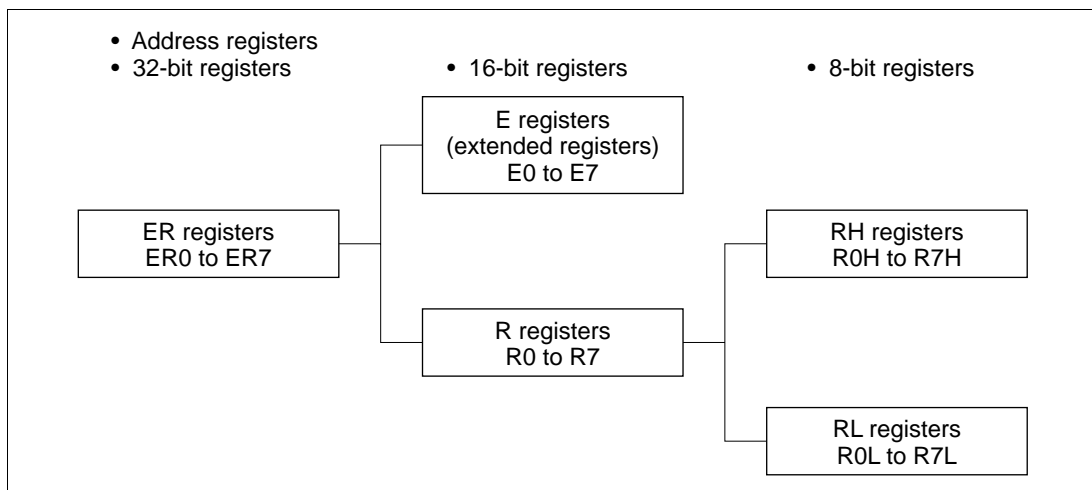 • Address registers
• 32-bit registers
• 16-bit registers
• 8-bit registers
E registers
(extended registers)
E0 to E7
ER registers
ER0 to ER7
RH registers
R0H to R7H
R registers
R0 to R7
RL registers
R0L to R7L